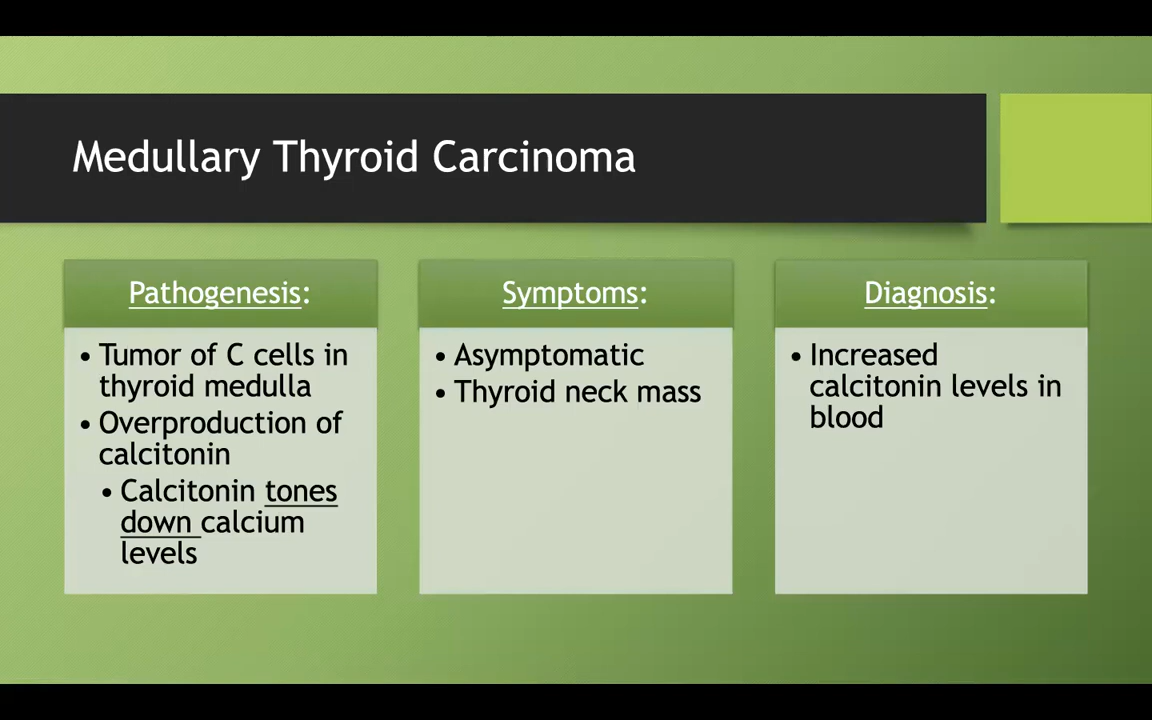 Medullary Thyroid Carcinoma
Pathogenesis:
• Tumor of C cells in
thyroid medulla
• Overproduction of
calcitonin
• Calcitonin tones
down calcium
levels
Symptoms:
• Asymptomatic
• Thyroid neck mass
Diagnosis:
• Increased
calcitonin levels in
blood